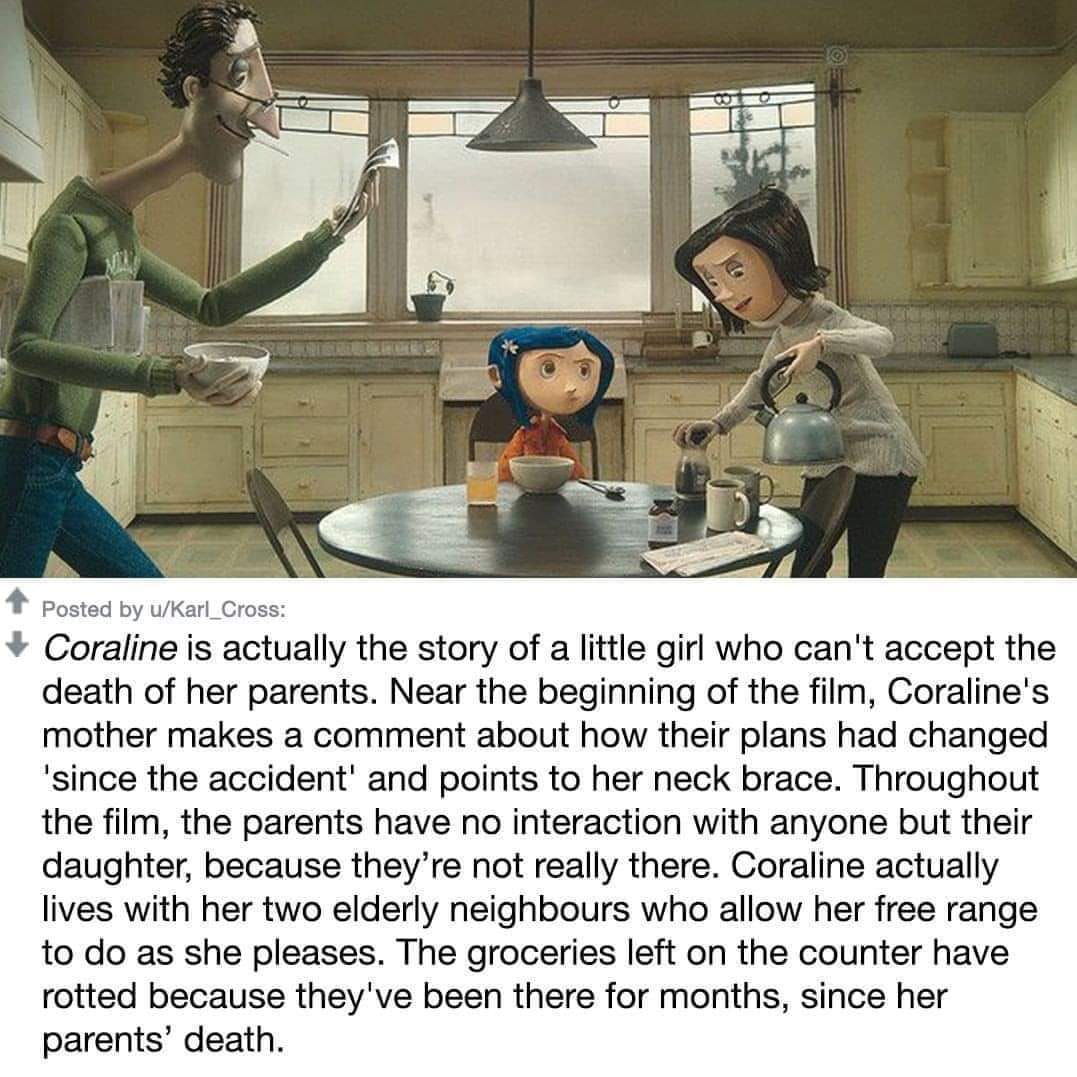 Posted by u/Karl_Cross:
Coraline is actually the story of a little girl who can't accept the
death of her parents. Near the beginning of the film, Coraline's
mother makes a comment about how their plans had changed
'since the accident' and points to her neck brace. Throughout
the film, the parents have no interaction with anyone but their
daughter, because they’re not really there. Coraline actually
lives with her two elderly neighbours who allow her free range
to do as she pleases. The groceries left on the counter have
rotted because they've been there for months, since her
parents’ death.